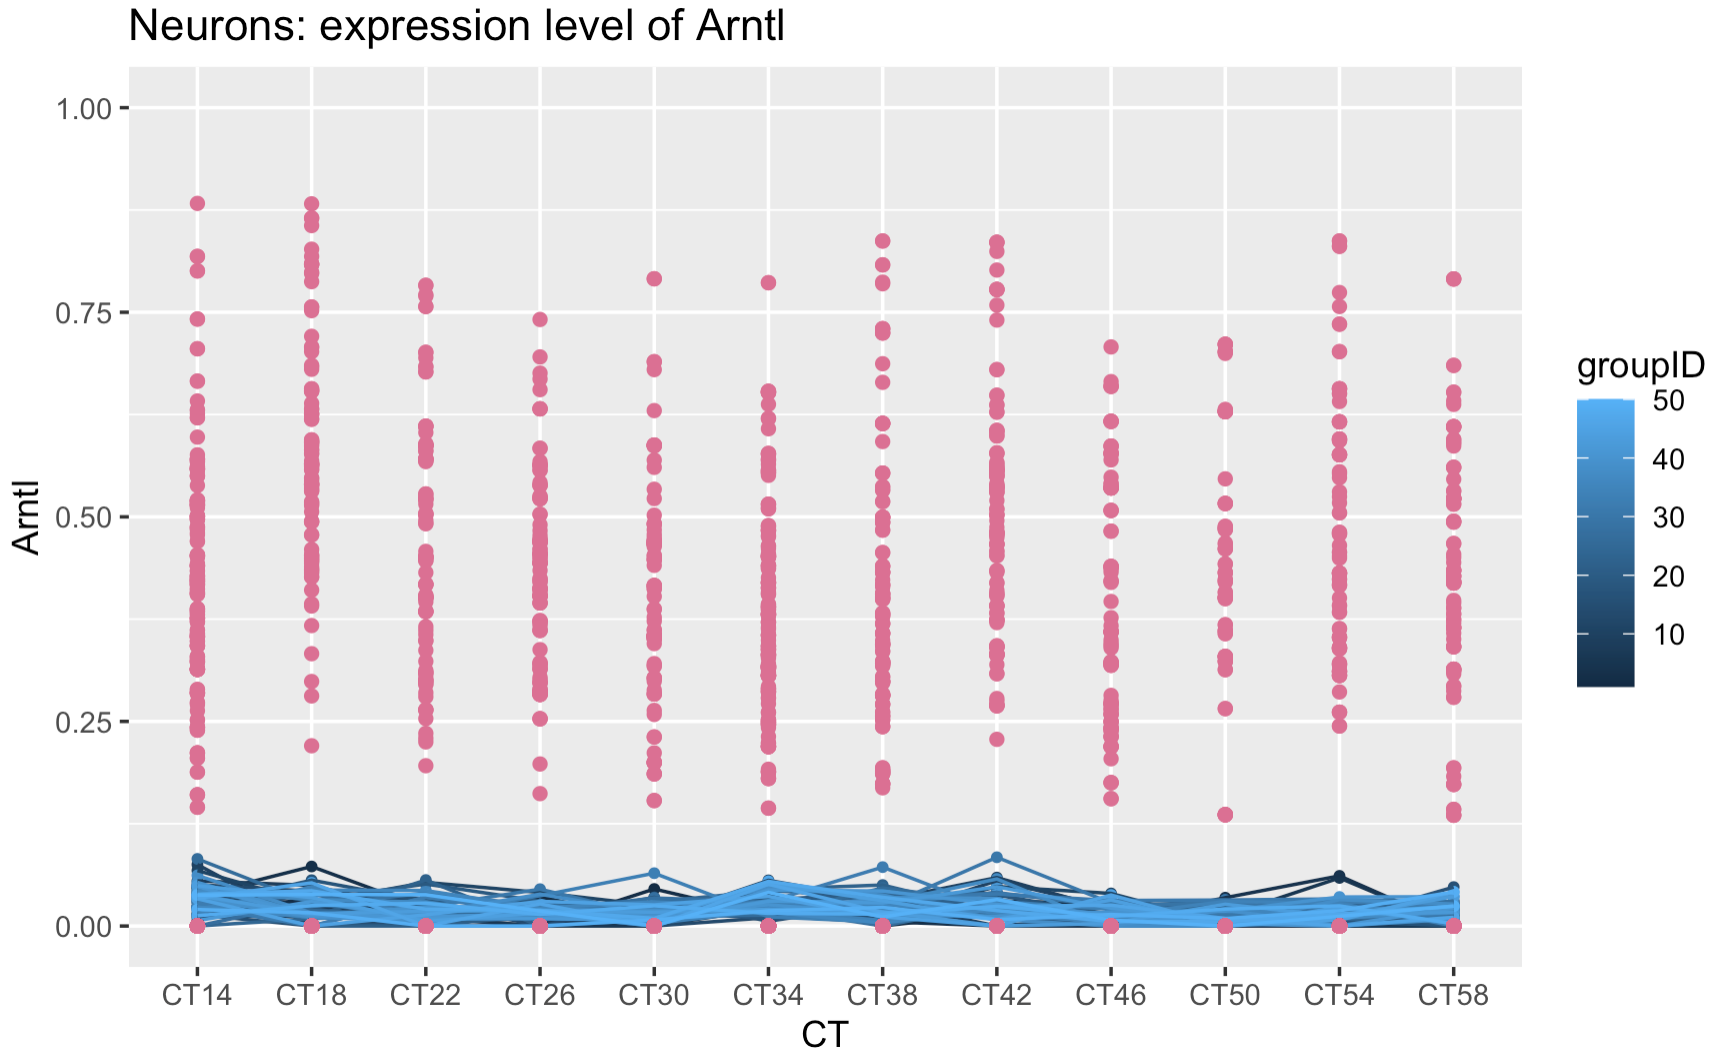 Neurons: expression level of Arntl
1.00
0.75
0.50
0.25
0.00
Arntl
CT14 CT18 CT22 CT26 CT30 CT34 CT38 CT42 CT46 CT50 CT54 CT58
CT
groupID
50
40
30
20
10